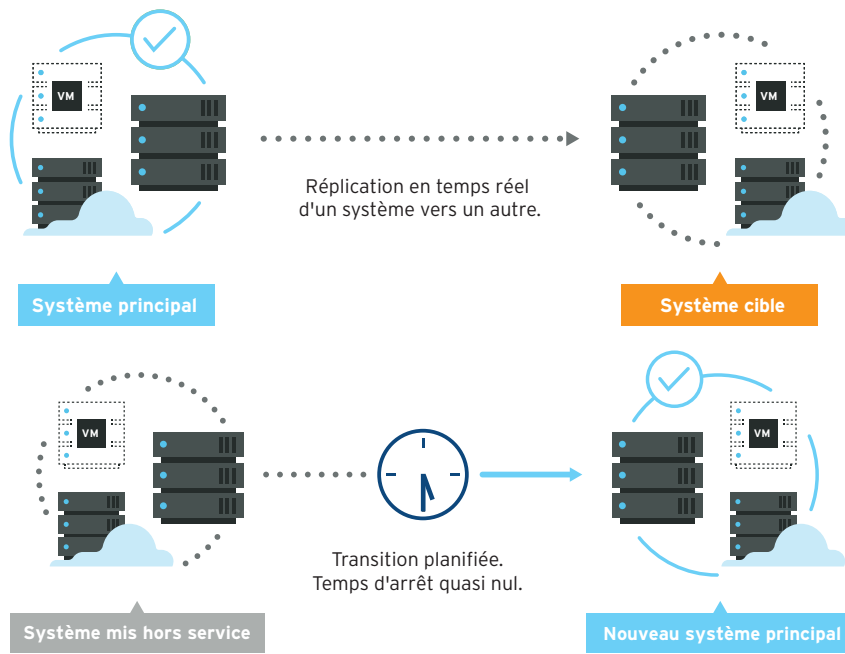 VM
VM
Réplication en temps réel
d'un système vers un autre.
Système principal
Système cible
VM
VM
Transition planifiée.
Temps d'arrêt quasi nul.
Système mis hors service
Nouveau système principal